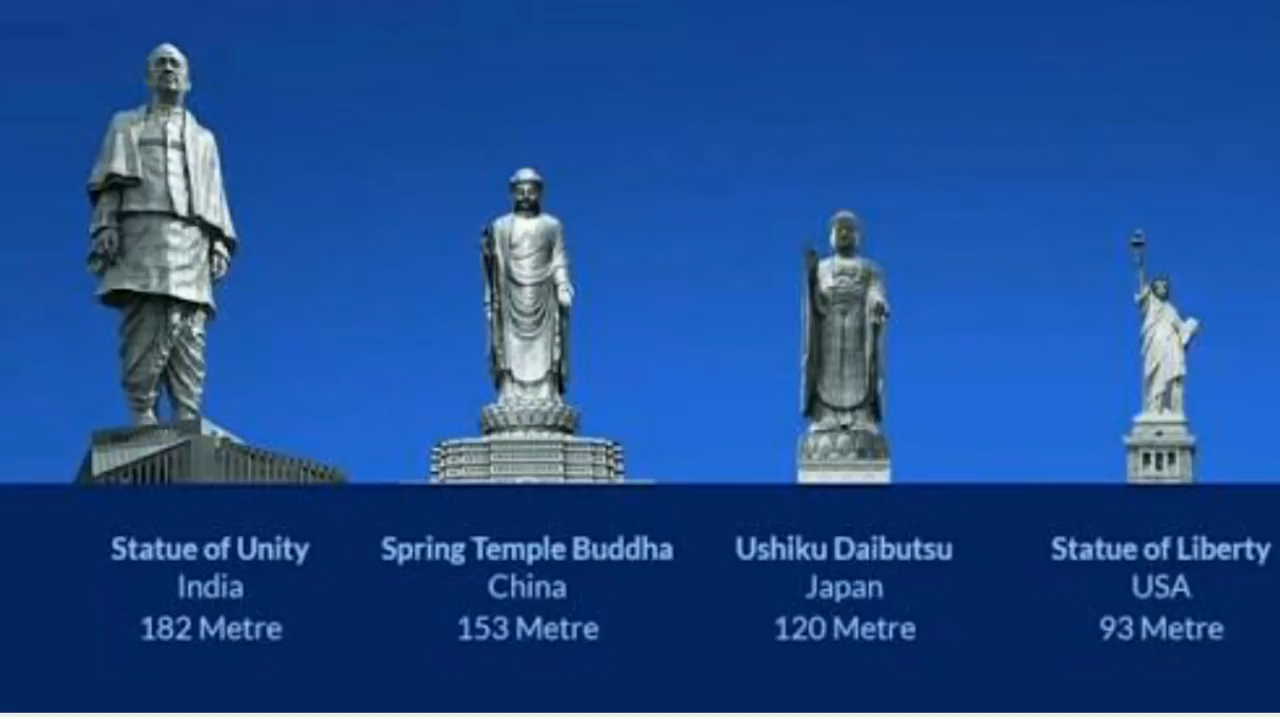 Statue of Unity
India
182 Metre
Spring Temple Buddha
China
153 Metre
Ushiku Daibutsu
Japan
120 Metre
Statue of Liberty
USA
93 Metre